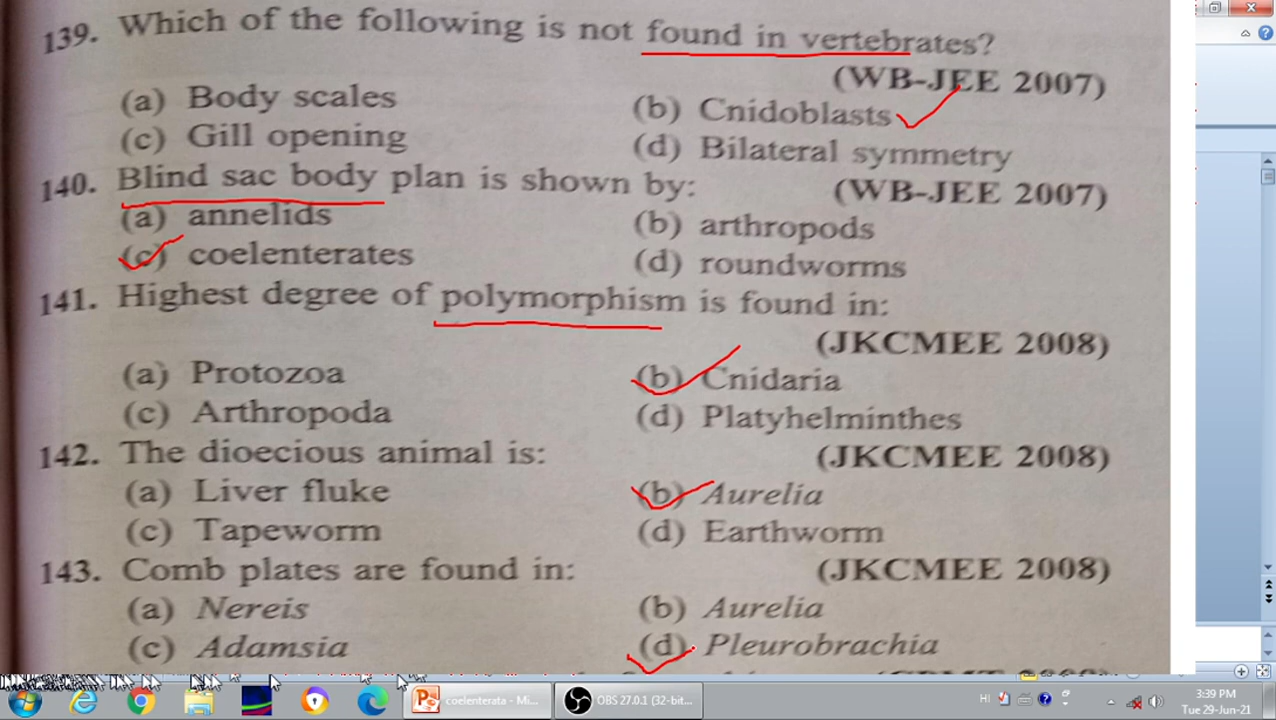 139. Which of the following is not found in vertebrates?
(WB-JEE 2007)
(a) Body scales (b) Cnidoblasts
(c) Gill opening (d) Bilateral symmetry
140. Blind sac body plan is shown by: (WB-JEE 2007)
(a) annelids (b) arthropods
(c) coelenterates (d) roundworms
141. Highest degree of polymorphism is found in:
(JKCMEE 2008)
(a) Protozoa (b) Cnidaria
(c) Arthropoda (d) Platyhelminthes
142. The dioecious animal is: (JKCMEE 2008)
(a) Liver fluke (b) Aurelia
(c) Tapeworm (d) Earthworm
143. Comb plates are found in: (JKCMEE 2008)
(a) Nereis (b) Aurelia
(c) Adamsia (d) Pleurobrachia
coelenterata - Mi... OBS 27.0.1 (32-bit... HI 3:39 PM
Tue 29-Jun-21